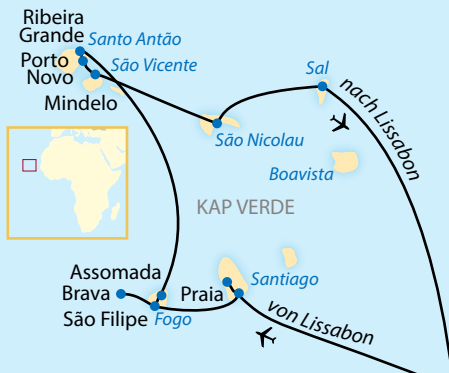 Ribeira
Grande
Santo Antão
Porto
Novo
São Vicente
Mindelo
Sal
nach Lissabon
São Nicolau
Boavista
KAP VERDE
Assomada
Santiago
Brava
Praia
São Filipe
Fogo
von Lissabon